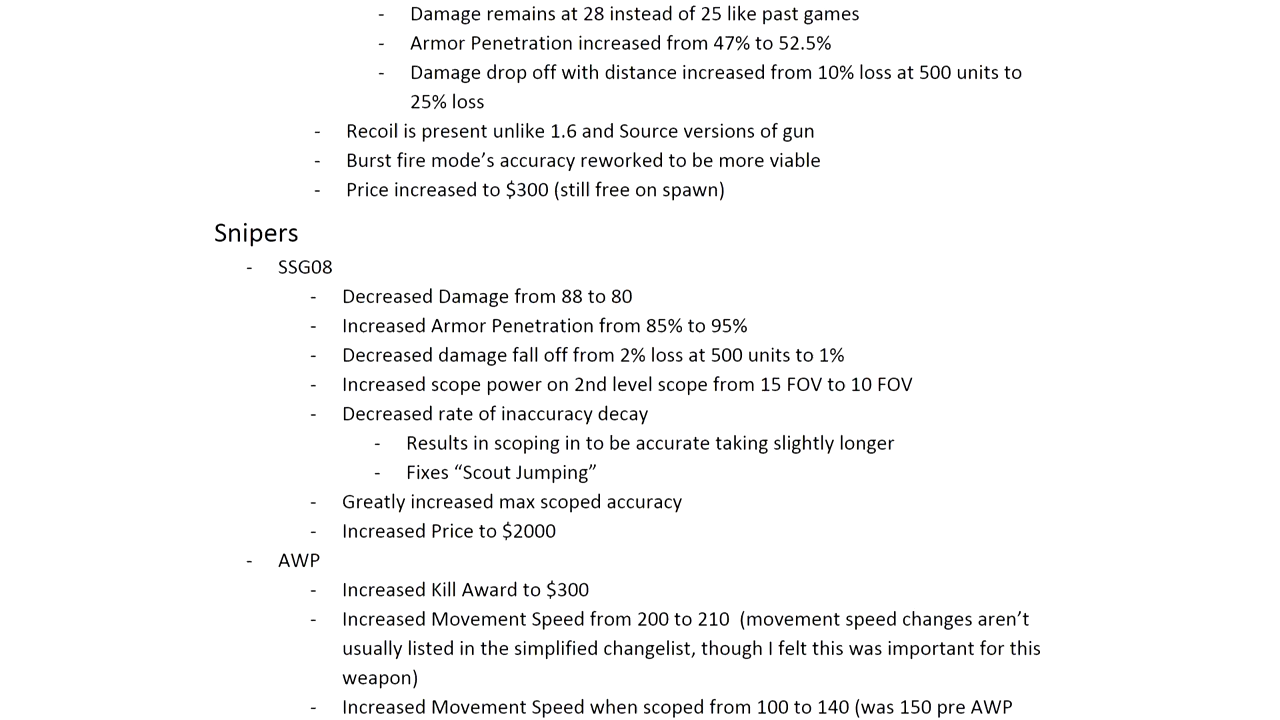 - Damage remains at 28 instead of 25 like past games
- Armor Penetration increased from 47% to 52.5%
- Damage drop off with distance increased from 10% loss at 500 units to
25% loss
- Recoil is present unlike 1.6 and Source versions of gun
- Burst fire mode’s accuracy reworked to be more viable
- Price increased to $300 (still free on spawn)
Snipers
- SSG08
- Decreased Damage from 88 to 80
- Increased Armor Penetration from 85% to 95%
- Decreased damage fall off from 2% loss at 500 units to 1%
- Increased scope power on 2nd level scope from 15 FOV to 10 FOV
- Decreased rate of inaccuracy decay
- Results in scoping in to be accurate taking slightly longer
- Fixes “Scout Jumping”
- Greatly increased max scoped accuracy
- Increased Price to $2000
- AWP
- Increased Kill Award to $300
- Increased Movement Speed from 200 to 210 (movement speed changes aren’t
usually listed in the simplified changelist, though I felt this was important for this
weapon)
- Increased Movement Speed when scoped from 100 to 140 (was 150 pre AWP